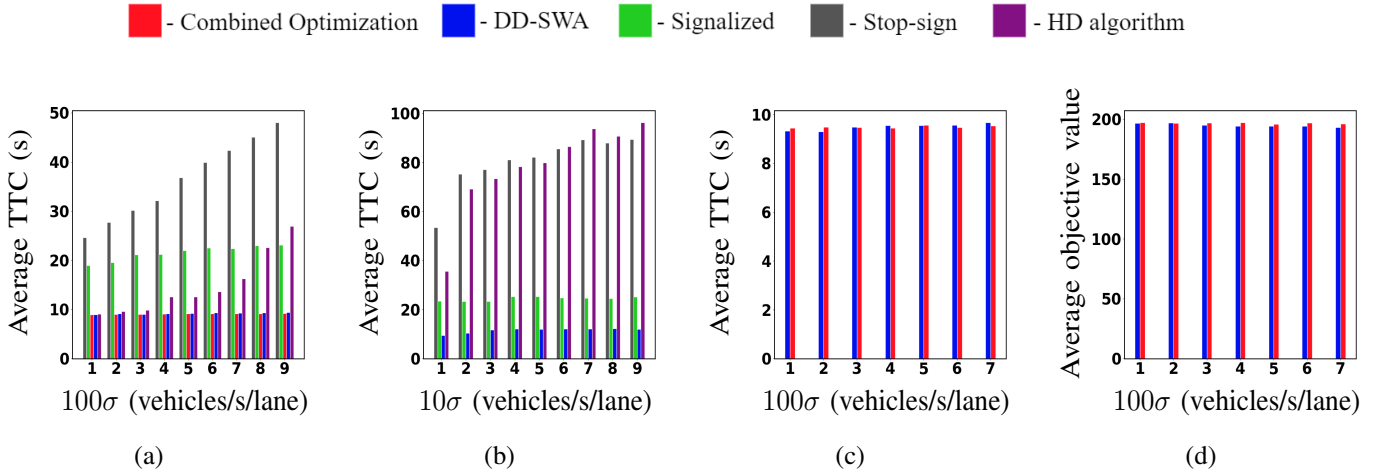 - Combined Optimization - DD-SWA - Signalized - Stop-sign - HD algorithm
Average TTC (s)
50
40
30
20
10
0
1 2 3 4 5 6 7 8 9
100σ (vehicles/s/lane)
(a)
Average TTC (s)
100
80
60
40
20
0
1 2 3 4 5 6 7 8 9
10σ (vehicles/s/lane)
(b)
Average TTC (s)
10
8
6
4
2
0
1 2 3 4 5 6 7
100σ (vehicles/s/lane)
(c)
Average objective value
200
150
100
50
0
1 2 3 4 5 6 7
100σ (vehicles/s/lane)
(d)